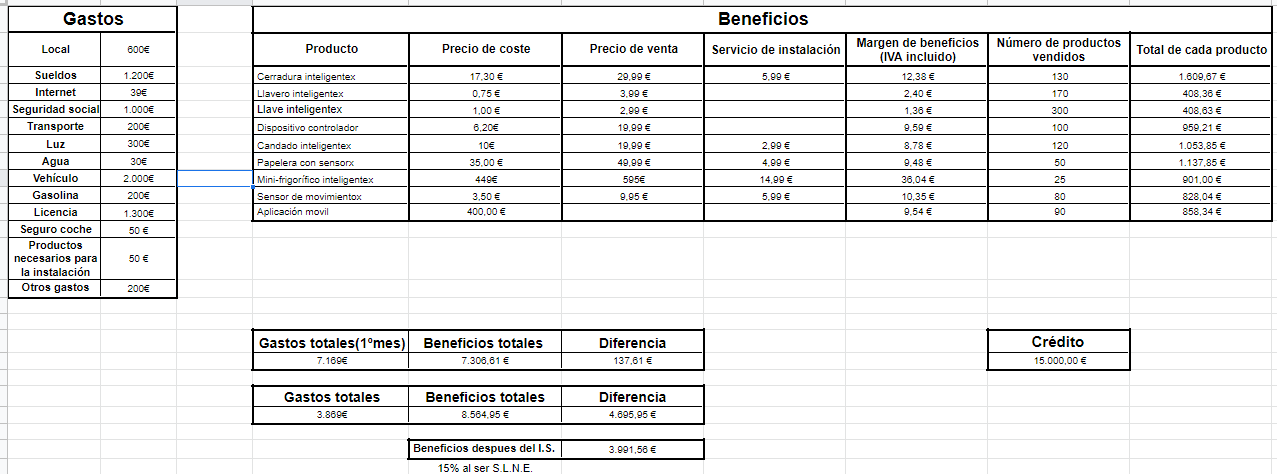 Gastos
Beneficios
Local 600€
Producto Precio de coste Precio de venta Servicio de instalación Margen de beneficios (IVA incluido) Número de productos vendidos Total de cada producto
Sueldos 1.200€
Cerradura inteligentex 17,30 € 29,99 € 5,99 € 12,38 € 130 1.609,67 €
Internet 39€
Llavero inteligentex 0,75 € 3,99 € 2,40 € 170 408,36 €
Seguridad social 1.000€
Llave inteligentex 1,00 € 2,99 € 1,36 € 300 408,63 €
Transporte 200€
Dispositivo controlador 6,20€ 19,99 € 9,59 € 100 959,21 €
Luz 300€
Candado inteligentex 10€ 19,99 € 2,99 € 8,78 € 120 1.053,85 €
Agua 30€
Papelera con sensorx 35,00 € 49,99 € 4,99 € 9,48 € 50 1.137,85 €
Vehículo 2.000€
Mini-frigorífico inteligentex 449€ 595€ 14,99 € 36,04 € 25 901,00 €
Gasolina 200€
Sensor de movimientox 3,50 € 9,95 € 5,99 € 10,35 € 80 828,04 €
Licencia 1.300€
Aplicación movil 400,00 € 9,54 € 90 858,34 €
Seguro coche 50 €
Productos
necesarios para 50 €
la instalación
Otros gastos 200€
Gastos totales(1ºmes) Beneficios totales Diferencia
7.169€ 7.306,61 € 137,61 €
Crédito
15.000,00 €
Gastos totales Beneficios totales Diferencia
3.869€ 8.564,95 € 4.695,95 €
Beneficios despues del I.S. 3.991,56 €
15% al ser S.L.N.E.